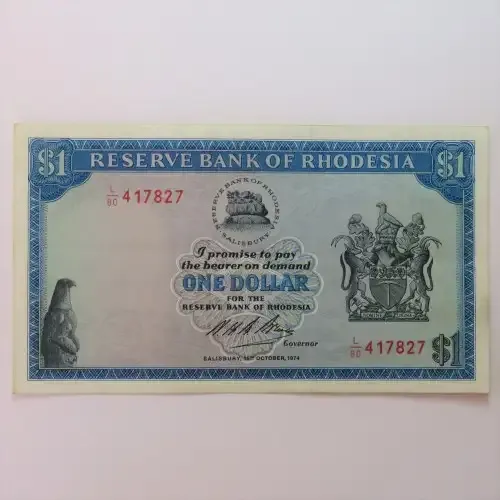 $1 RESERVE BANK OF RHODESIA $1
L/80 417827
RESERVE BANK OF RHODESIA
SALISBURY
I promise to pay
the bearer on demand
ONE DOLLAR
FOR THE
RESERVE BANK OF RHODESIA
Governor
L/80 417827 $1
SALISBURY, OCTOBER, 1974